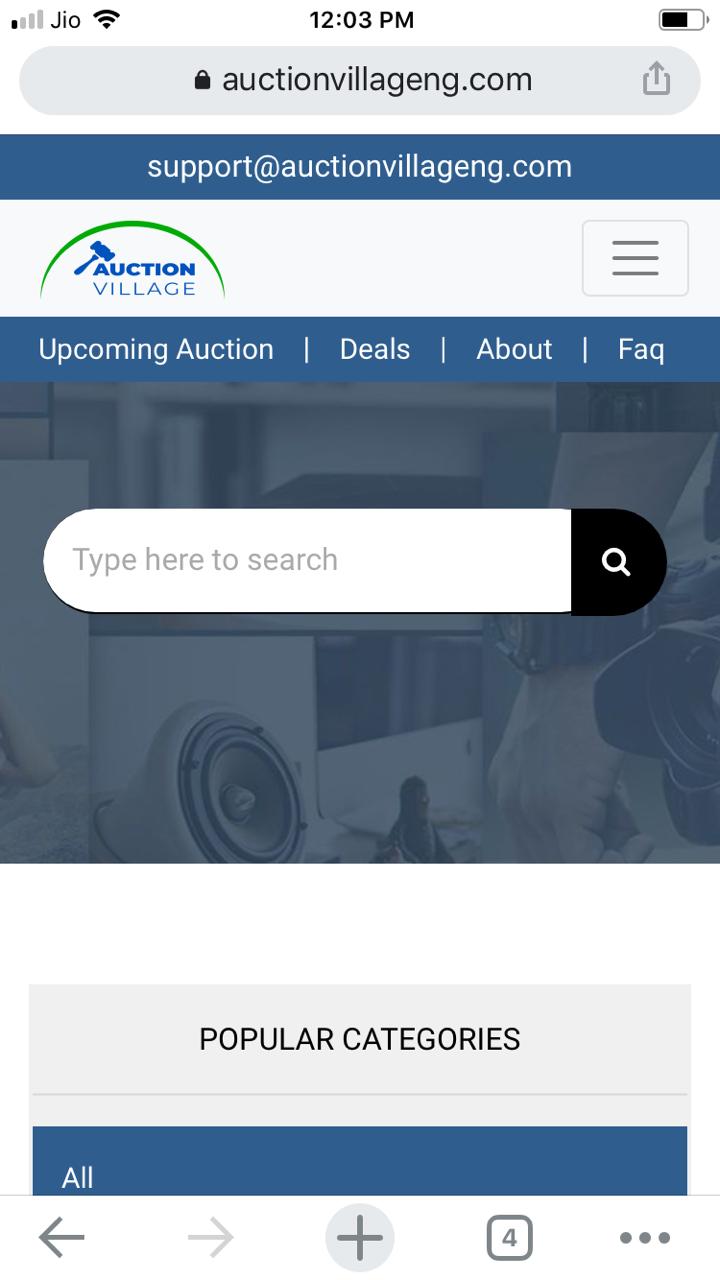 Jio 12:03 PM
auctionvillageng.com
support@auctionvillageng.com
AUCTION
VILLAGE
Upcoming Auction | Deals | About | Faq
Type here to search
POPULAR CATEGORIES
All
4